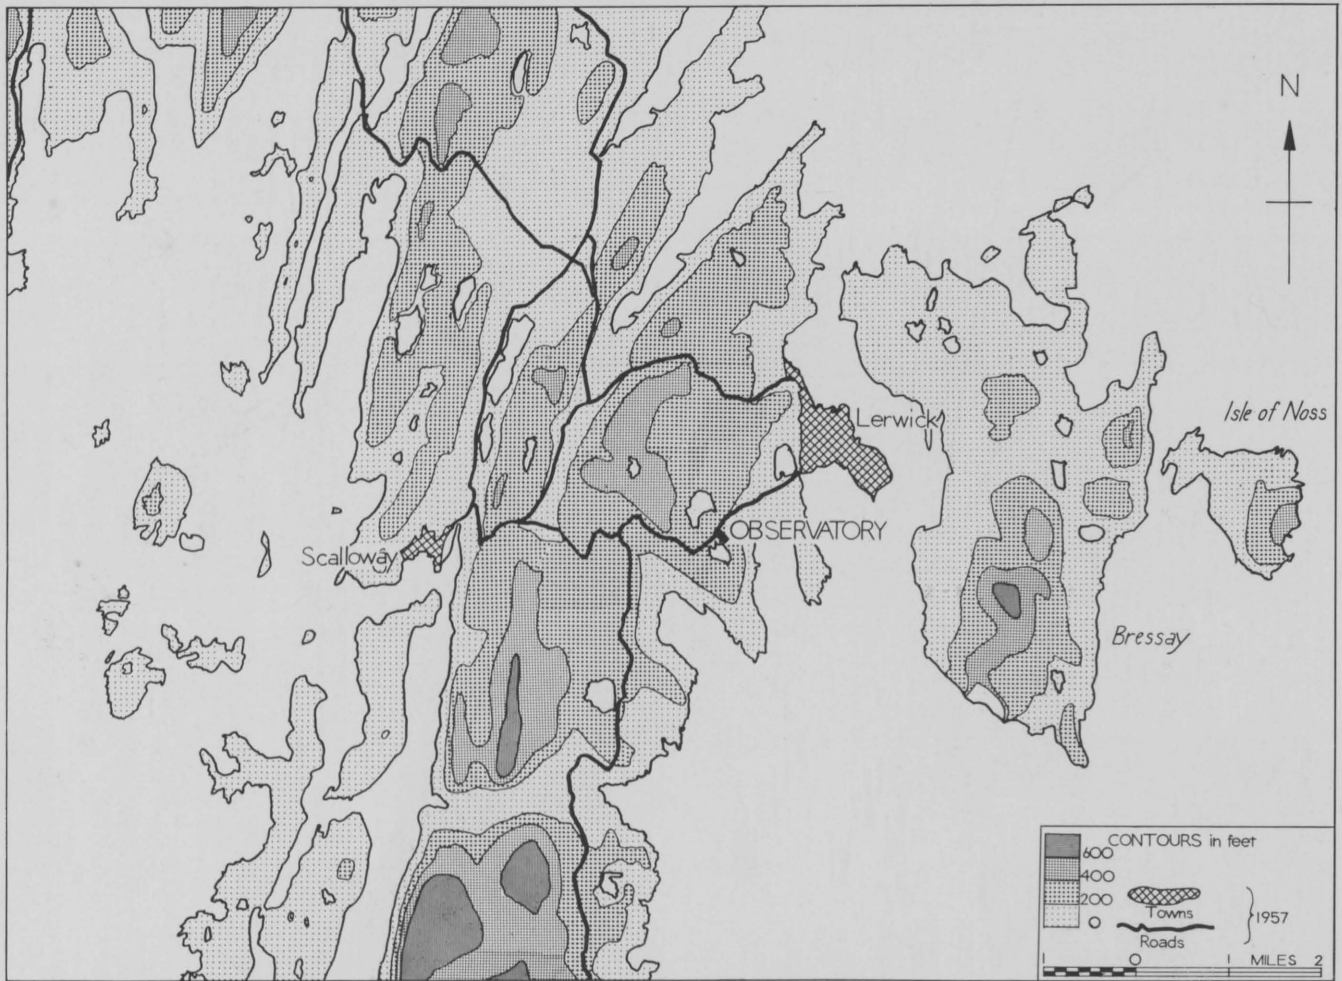 N
Isle of Noss
Lerwick
OBSERVATORY
Scalloway
Bressay
CONTOURS in feet
600
400
200
0
Towns
Roads
1957
1 0 1 MILES 2